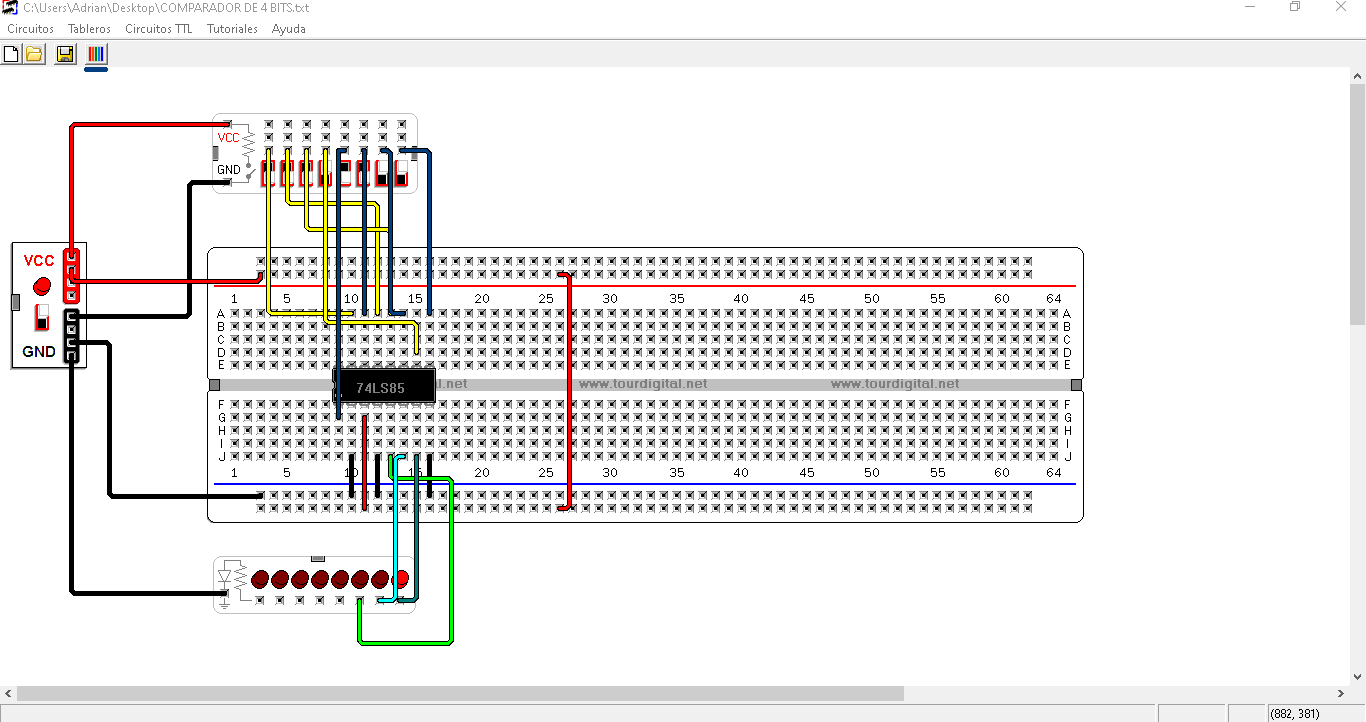 C:\Users\Adrian\Desktop\COMPARADOR DE 4 BITS.txt
Circuitos Tableros Circuitos TTL Tutoriales Ayuda
VCC
GND
VCC
GND
1 5 10 15 20 25 30 35 40 45 50 55 60 64
A A
B B
C C
D D
E E
74LS85 al.net www.tourdigital.net www.tourdigital.net
F F
G G
H H
I I
J J
1 5 10 15 20 25 30 35 40 45 50 55 60 64
(882, 381)